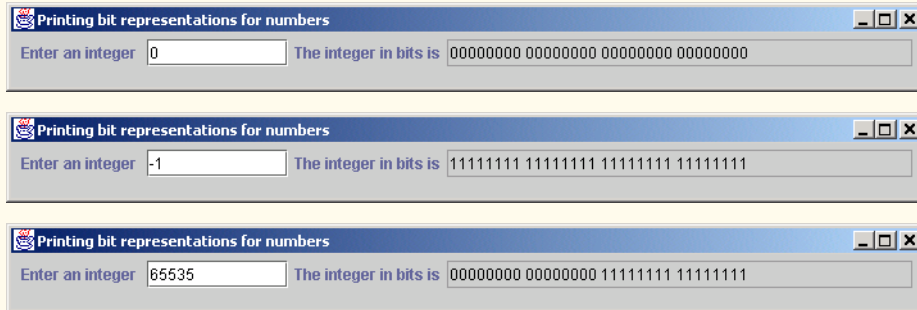 Printing bit representations for numbers
Enter an integer 0 The integer in bits is 00000000 00000000 00000000 00000000
Printing bit representations for numbers
Enter an integer -1 The integer in bits is 11111111 11111111 11111111 11111111
Printing bit representations for numbers
Enter an integer 65535 The integer in bits is 00000000 00000000 11111111 11111111